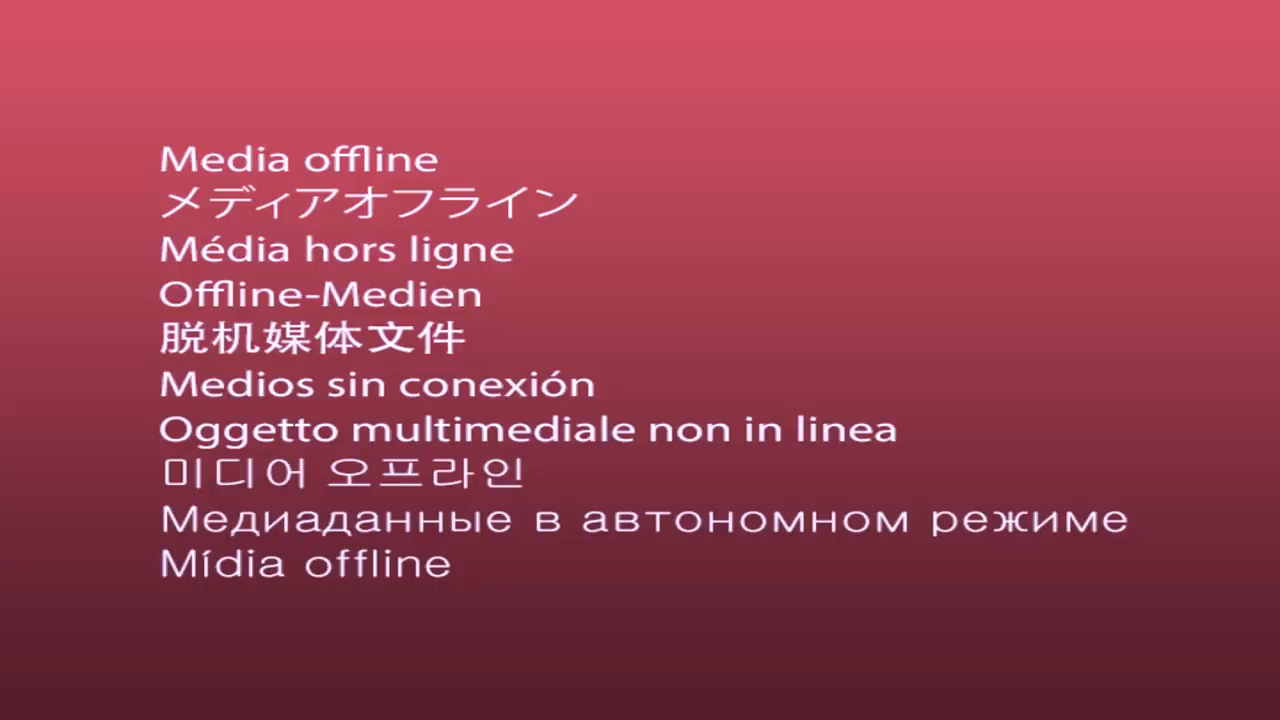 Media offline
メディアオフライン
Média hors ligne
Offline-Medien
脱机媒体文件
Medios sin conexión
Oggetto multimediale non in linea
미디어 오프라인
Медиаданные в автономном режиме
Mídia offline